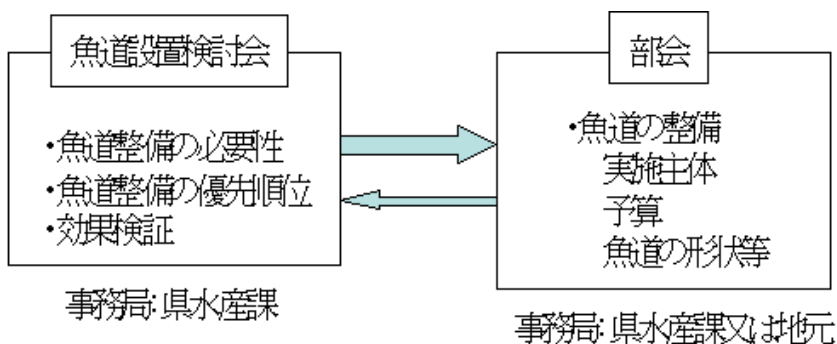 魚道設置検討会
・魚道整備の必要性
・魚道整備の優先順位
・効果検証
事務局:県水産課
部会
・魚道の整備
実施主体
予算
魚道の形状等
事務局:県水産課又は地元